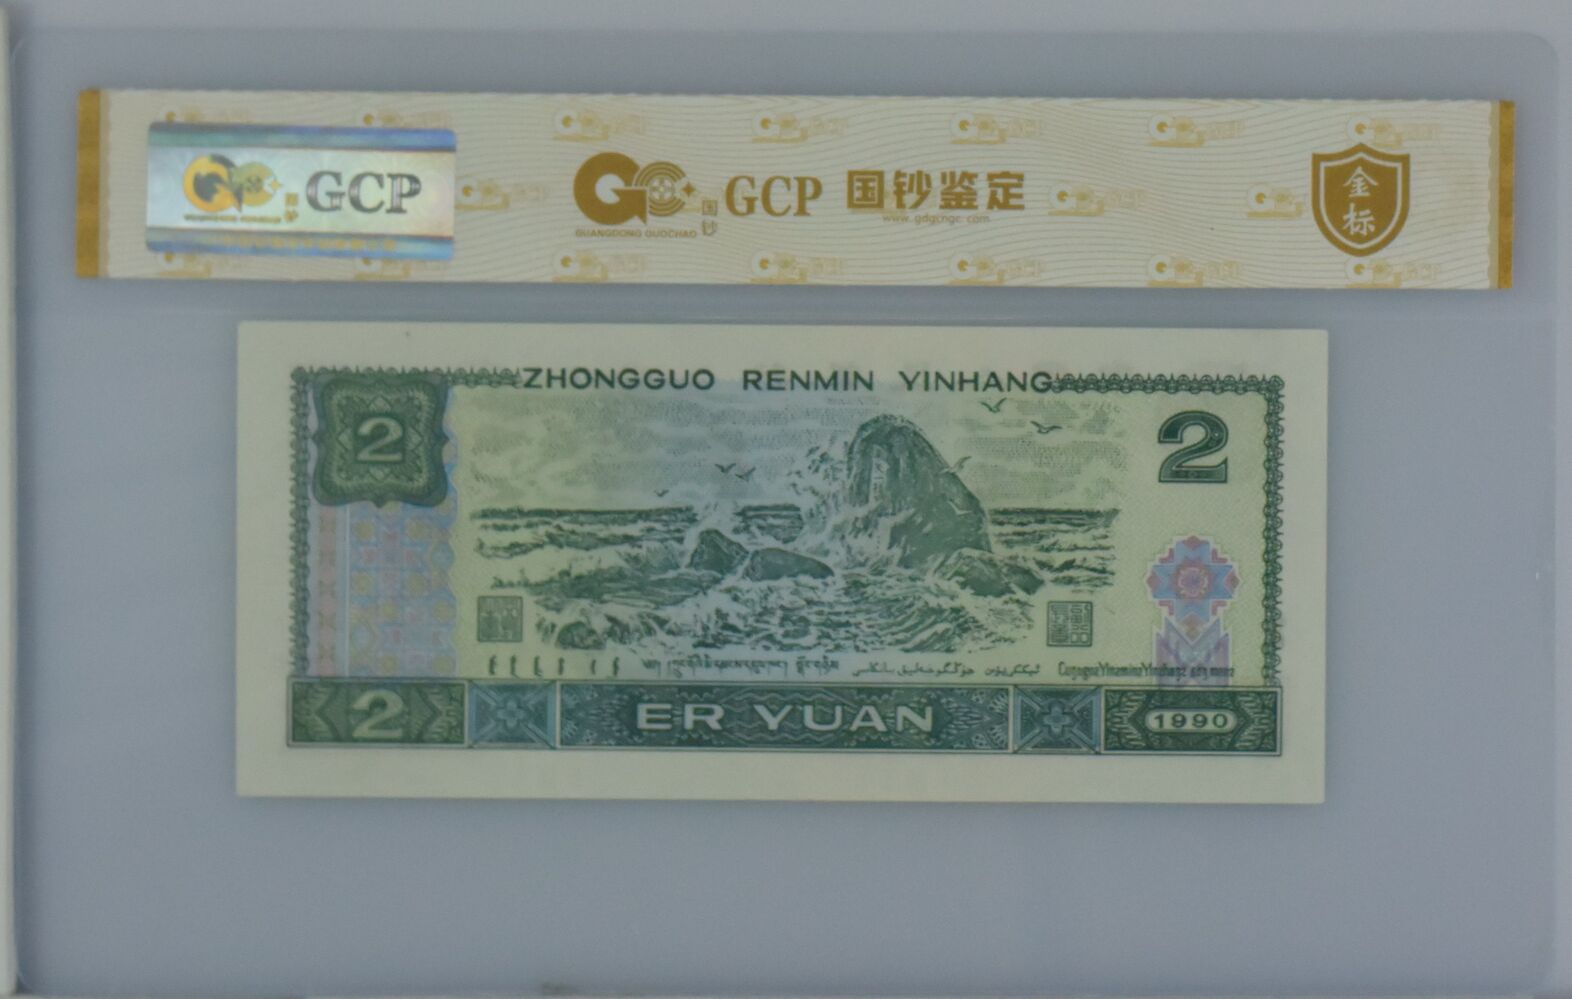 GCP
GCP 国钞鉴定
国钞
www.gdgcngc.com
GUANGDONG GUOCHAO
金标
ZHONGGUO RENMIN YINHANG
2
2
2 ER YUAN 1990